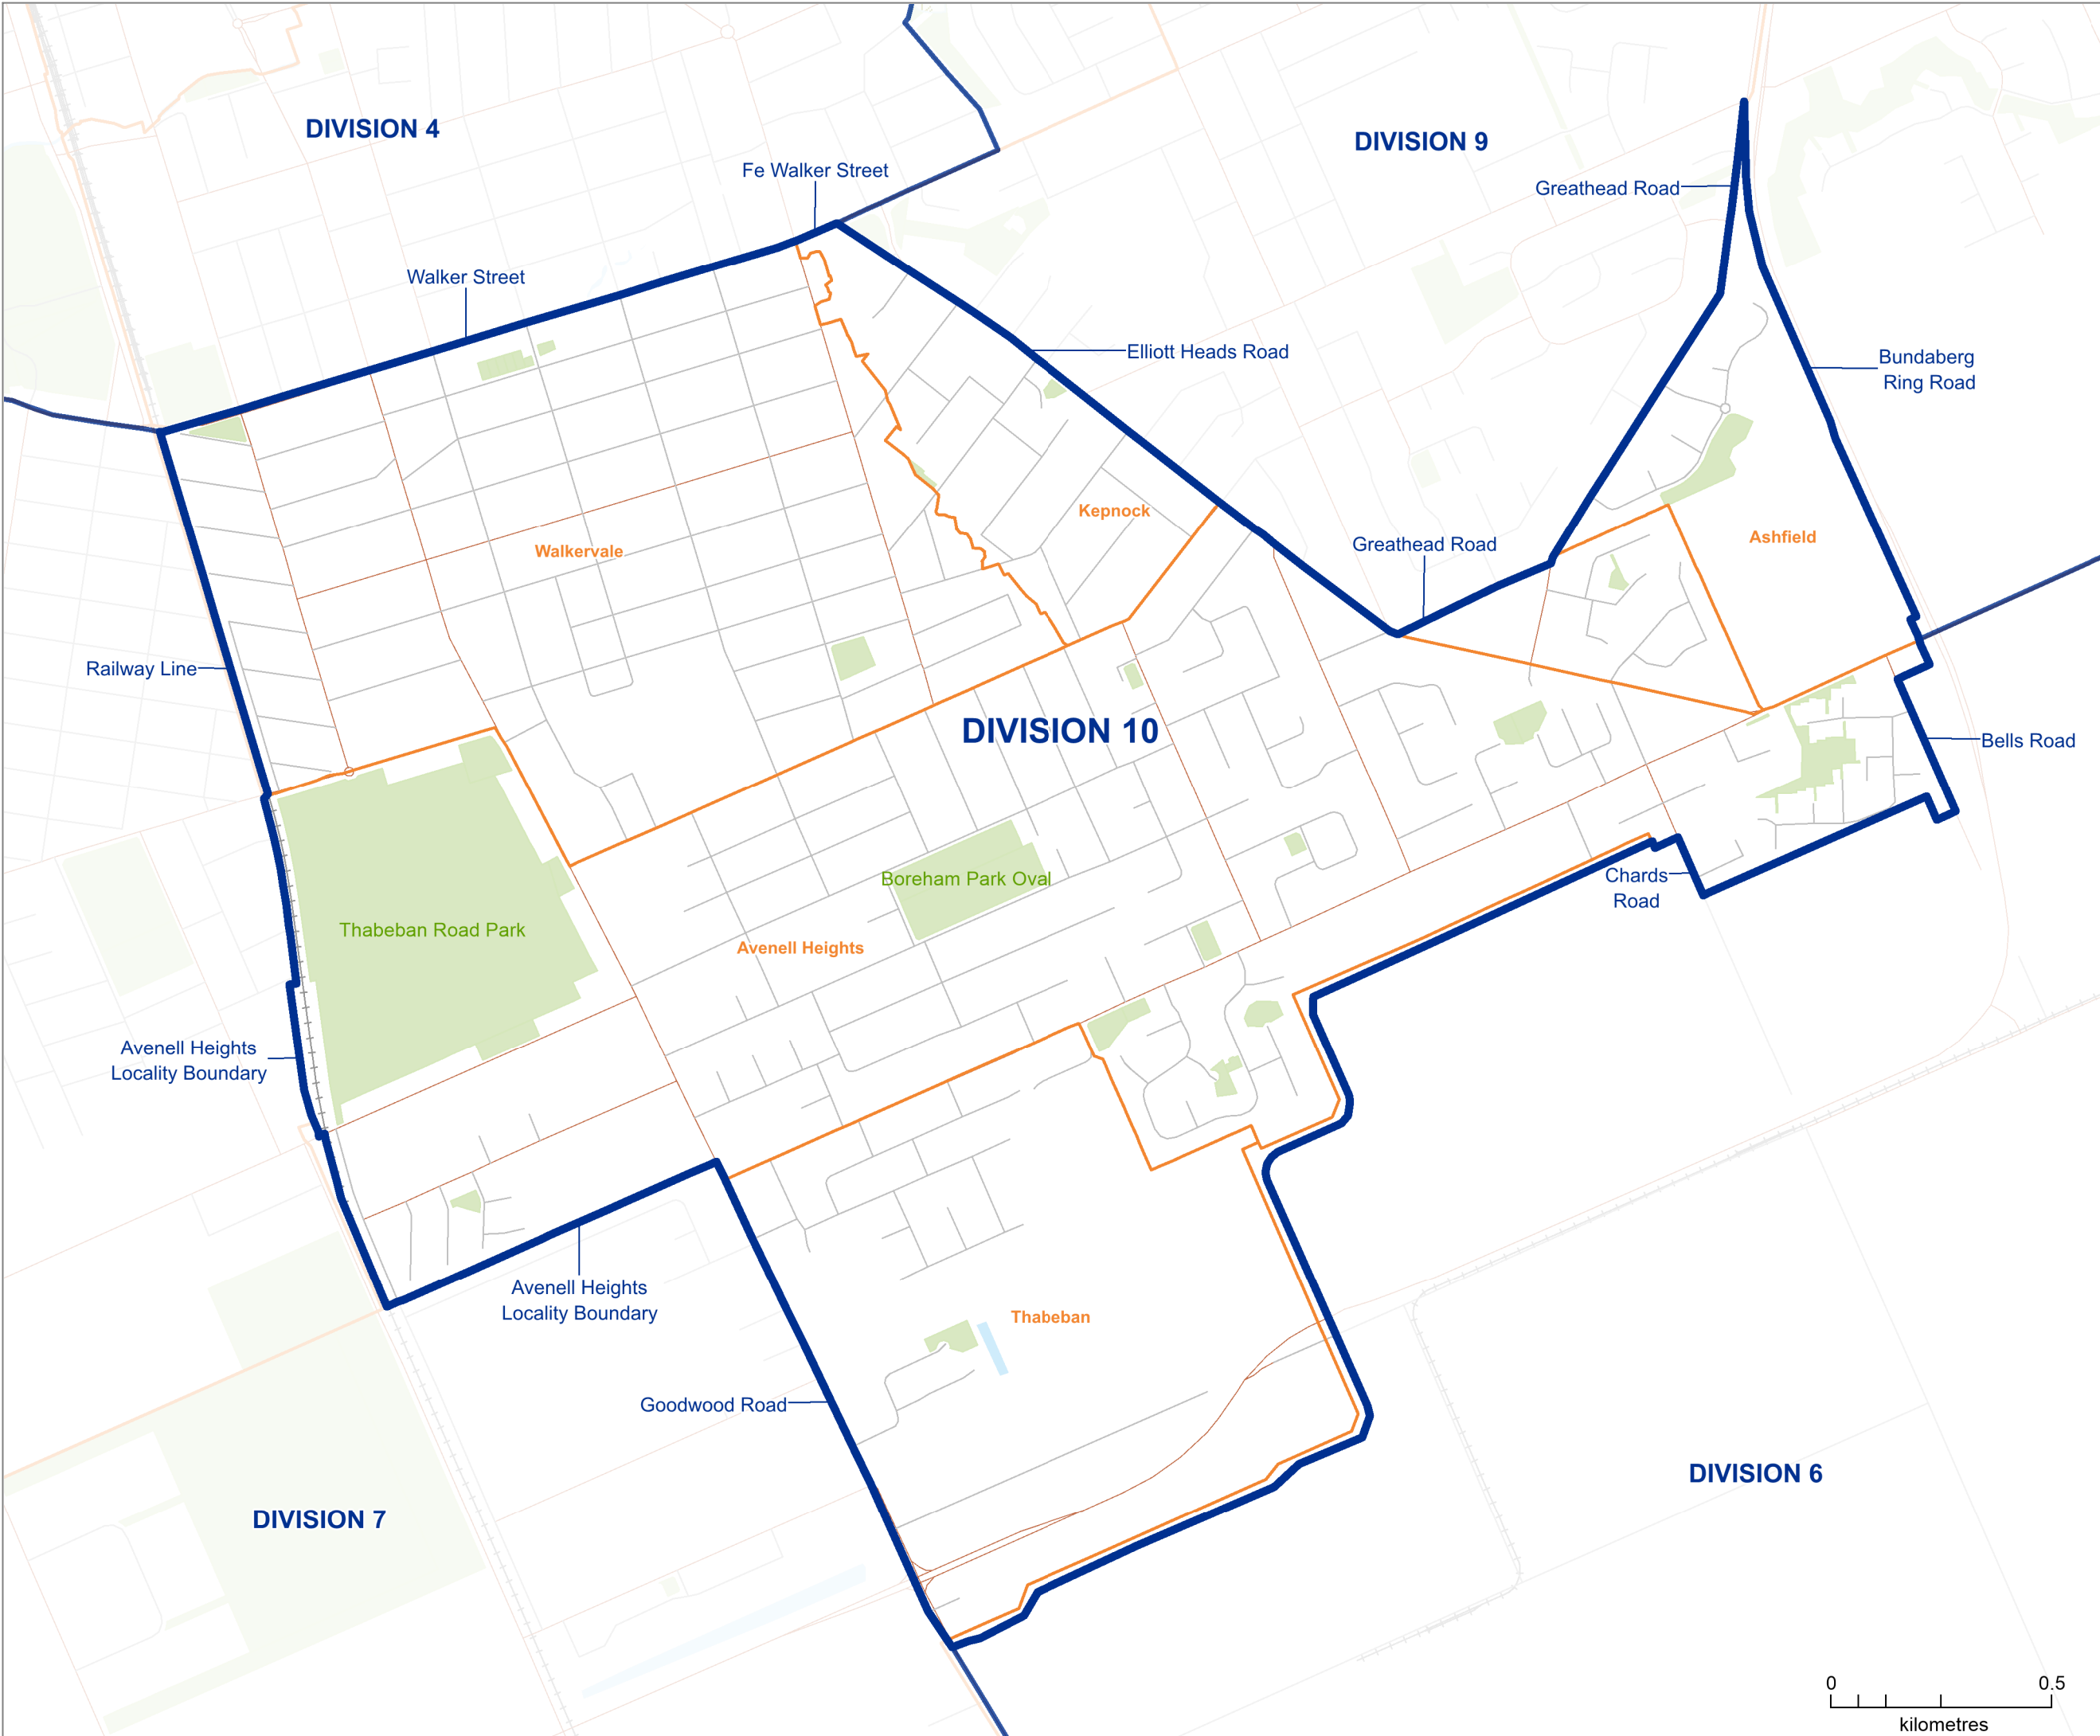 DIVISION 4
DIVISION 9
Fe Walker Street
Greathead Road
Walker Street
Elliott Heads Road
Bundaberg
Ring Road
Kepnock
Ashfield
Greathead Road
Walkervale
Railway Line
DIVISION 10
Bells Road
Chards
Road
Boreham Park Oval
Thabeban Road Park
Avenell Heights
Avenell Heights
Locality Boundary
Avenell Heights
Locality Boundary
Thabeban
Goodwood Road
DIVISION 6
DIVISION 7
0 0.5
kilometres